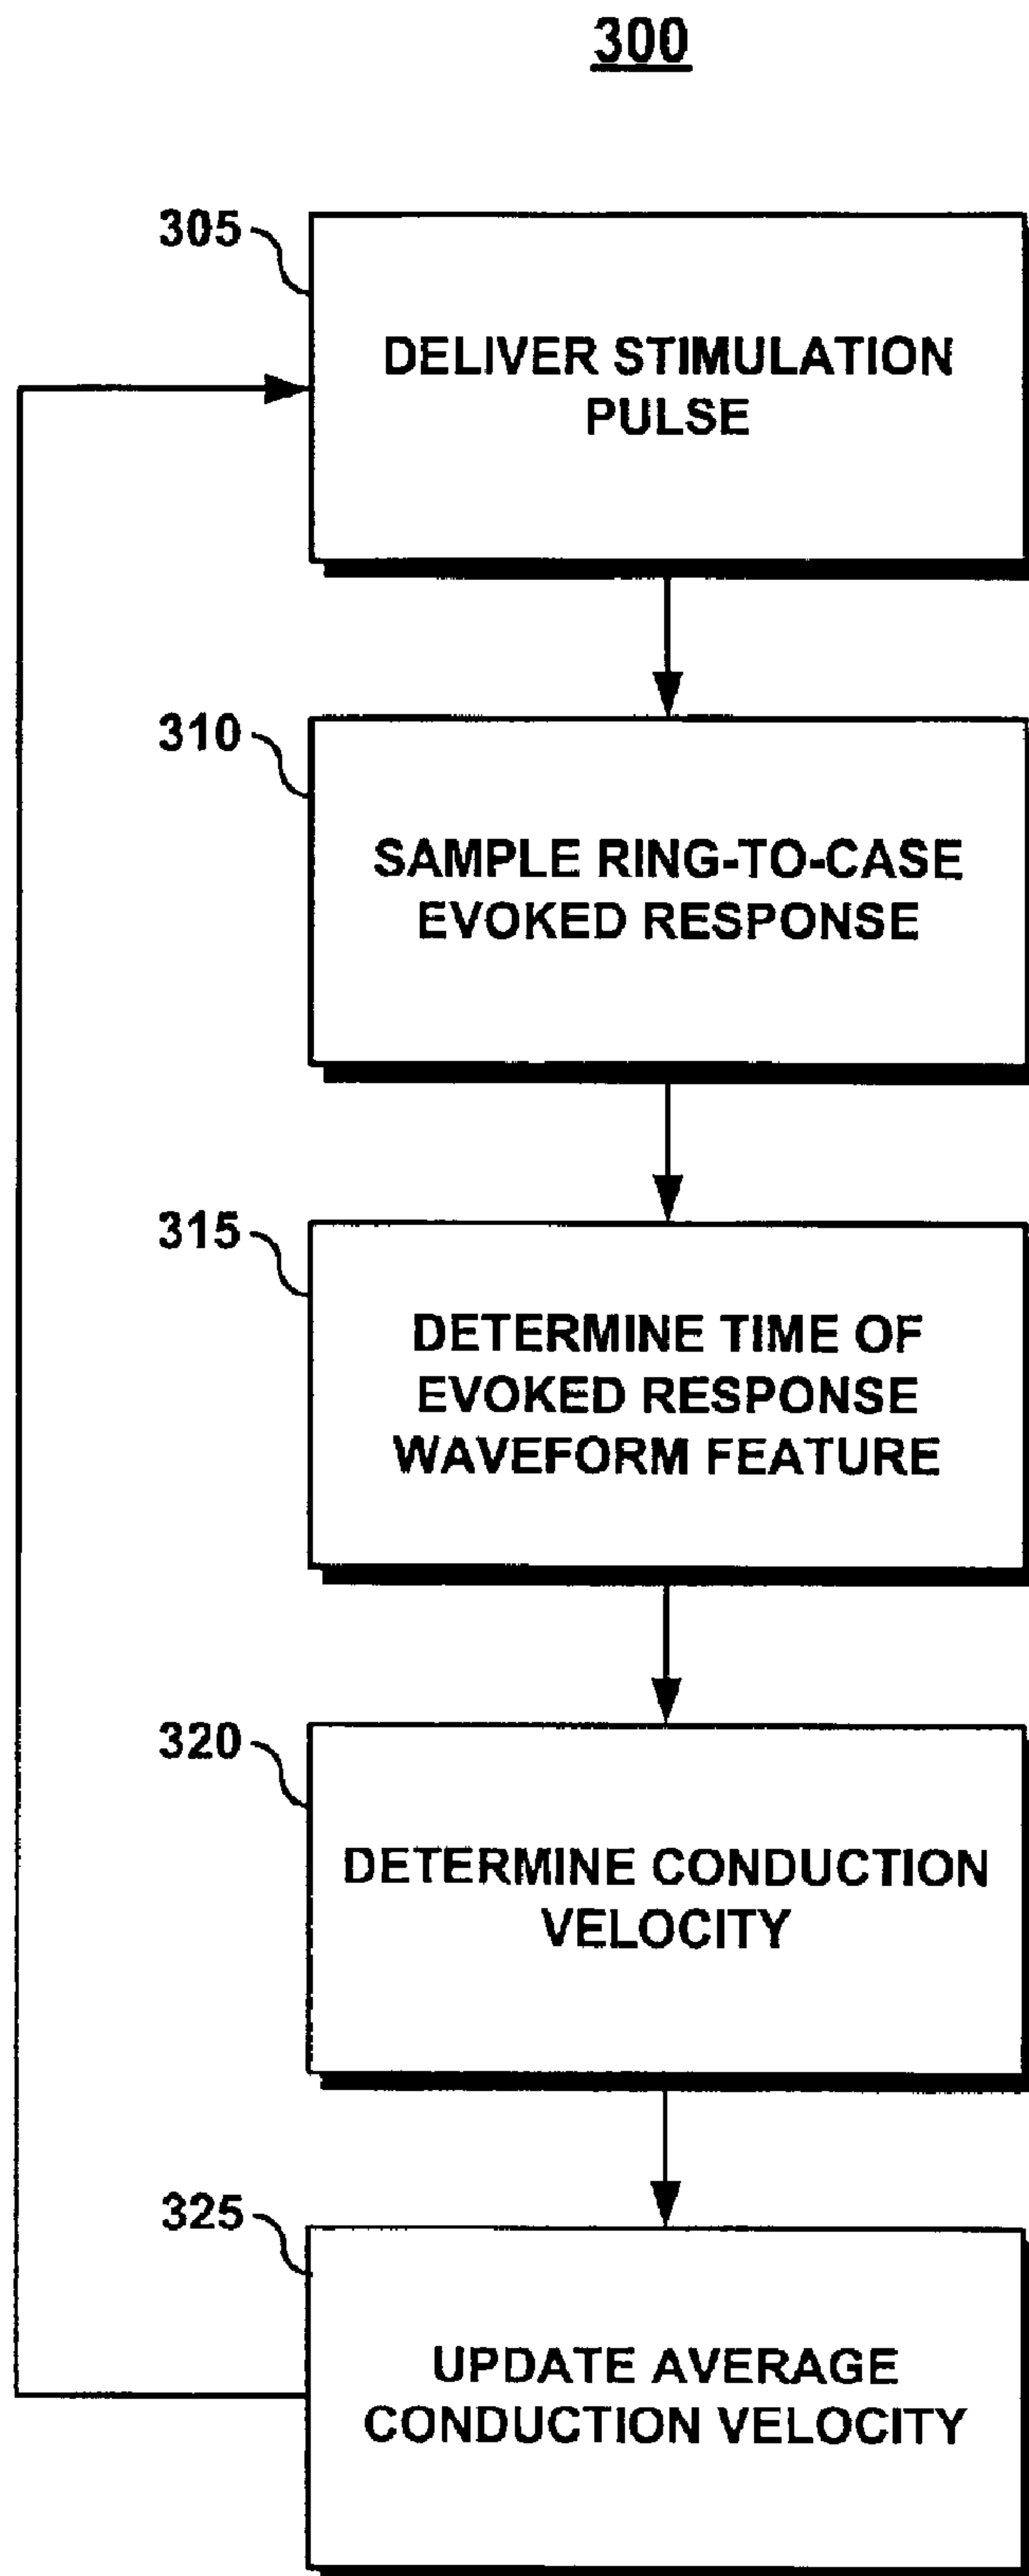 300
305
DELIVER STIMULATION
PULSE
310
SAMPLE RING-TO-CASE
EVOKED RESPONSE
315
DETERMINE TIME OF
EVOKED RESPONSE
WAVEFORM FEATURE
320
DETERMINE CONDUCTION
VELOCITY
325
UPDATE AVERAGE
CONDUCTION VELOCITY